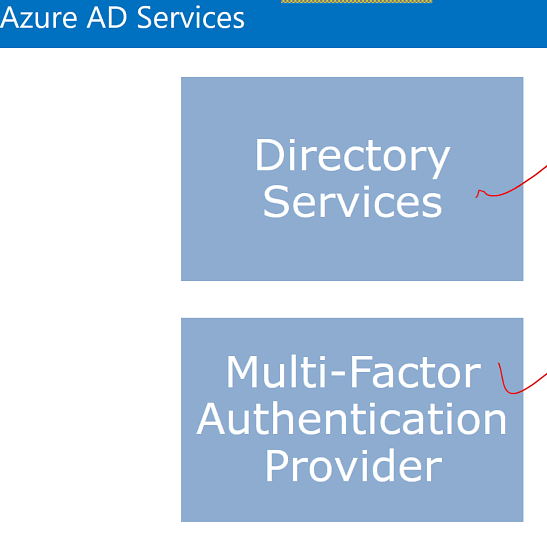 Azure AD Services
Directory
Services
Multi-Factor
Authentication
Provider